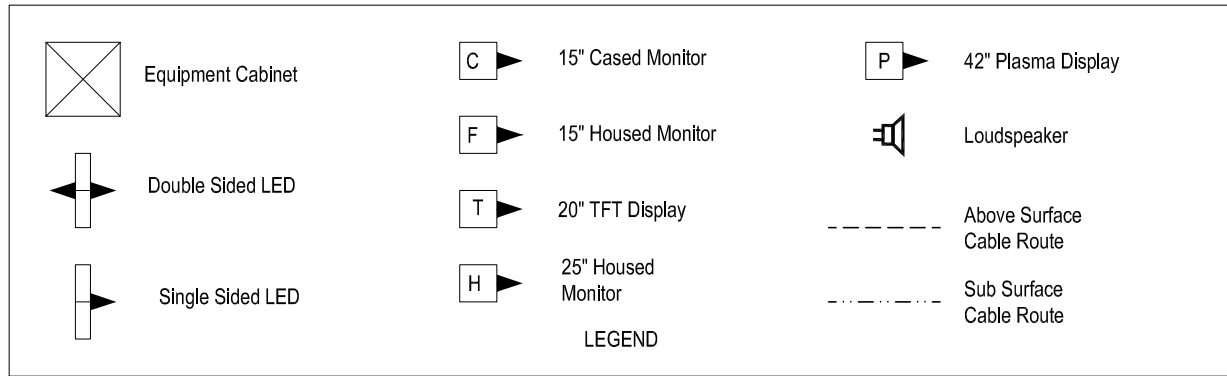 Equipment Cabinet
Double Sided LED
Single Sided LED
C 15" Cased Monitor
F 15" Housed Monitor
T 20" TFT Display
H 25" Housed
Monitor
LEGEND
P 42" Plasma Display
Loudspeaker
Above Surface
Cable Route
Sub Surface
Cable Route